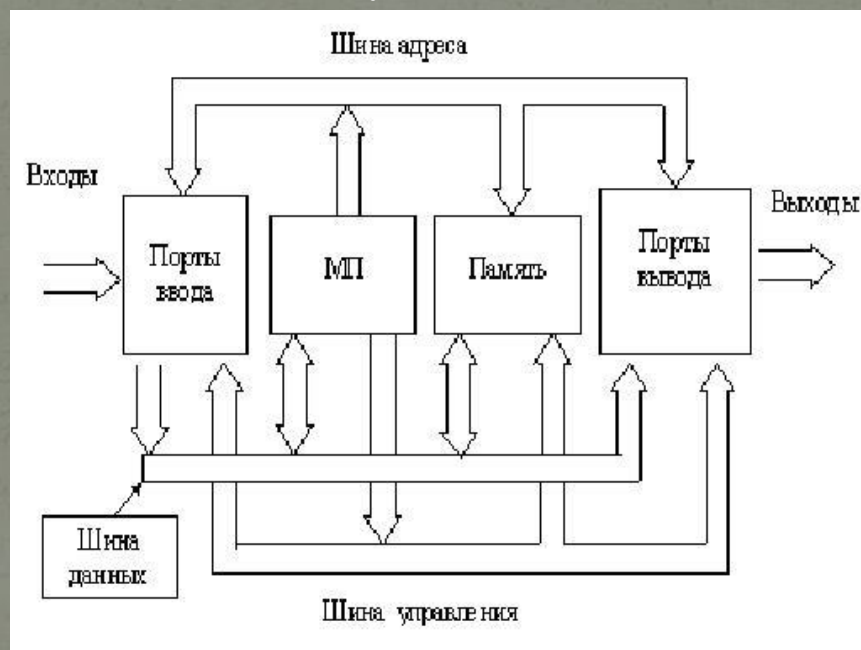 Шина адреса
Входы
Выходы
Порты
ввода
МП
Память
Порты
вывода
Шина
данных
Шина управления